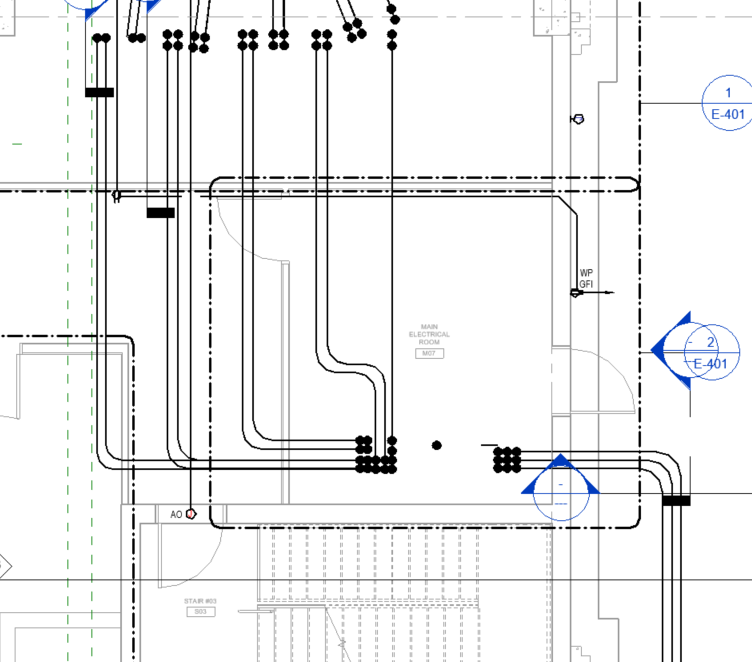 1
E-401
WP
GFI
MAIN
ELECTRICAL
ROOM
M07
2
E-401
AO
STAIR #03
S03